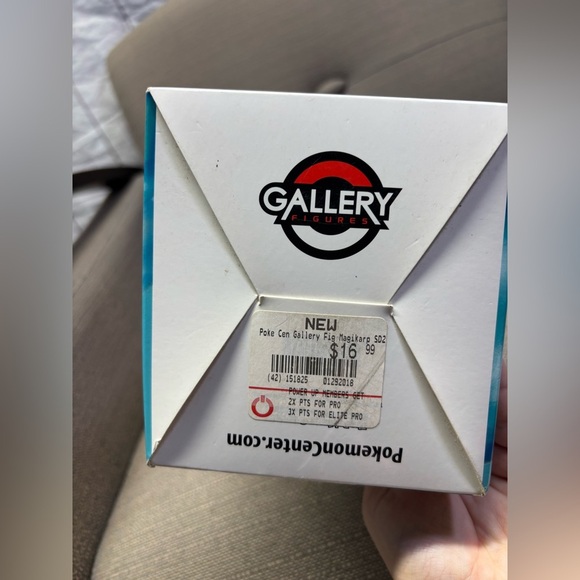 GALLERY
FIGURES
NEW
Poke Cen Gallery Fig Magikarp SD2
$16 99
(42) 151825 01292018
POWER UP MEMBERS GET
2X PTS FOR PRO
3X PTS FOR ELITE PRO
PokemonCenter.com